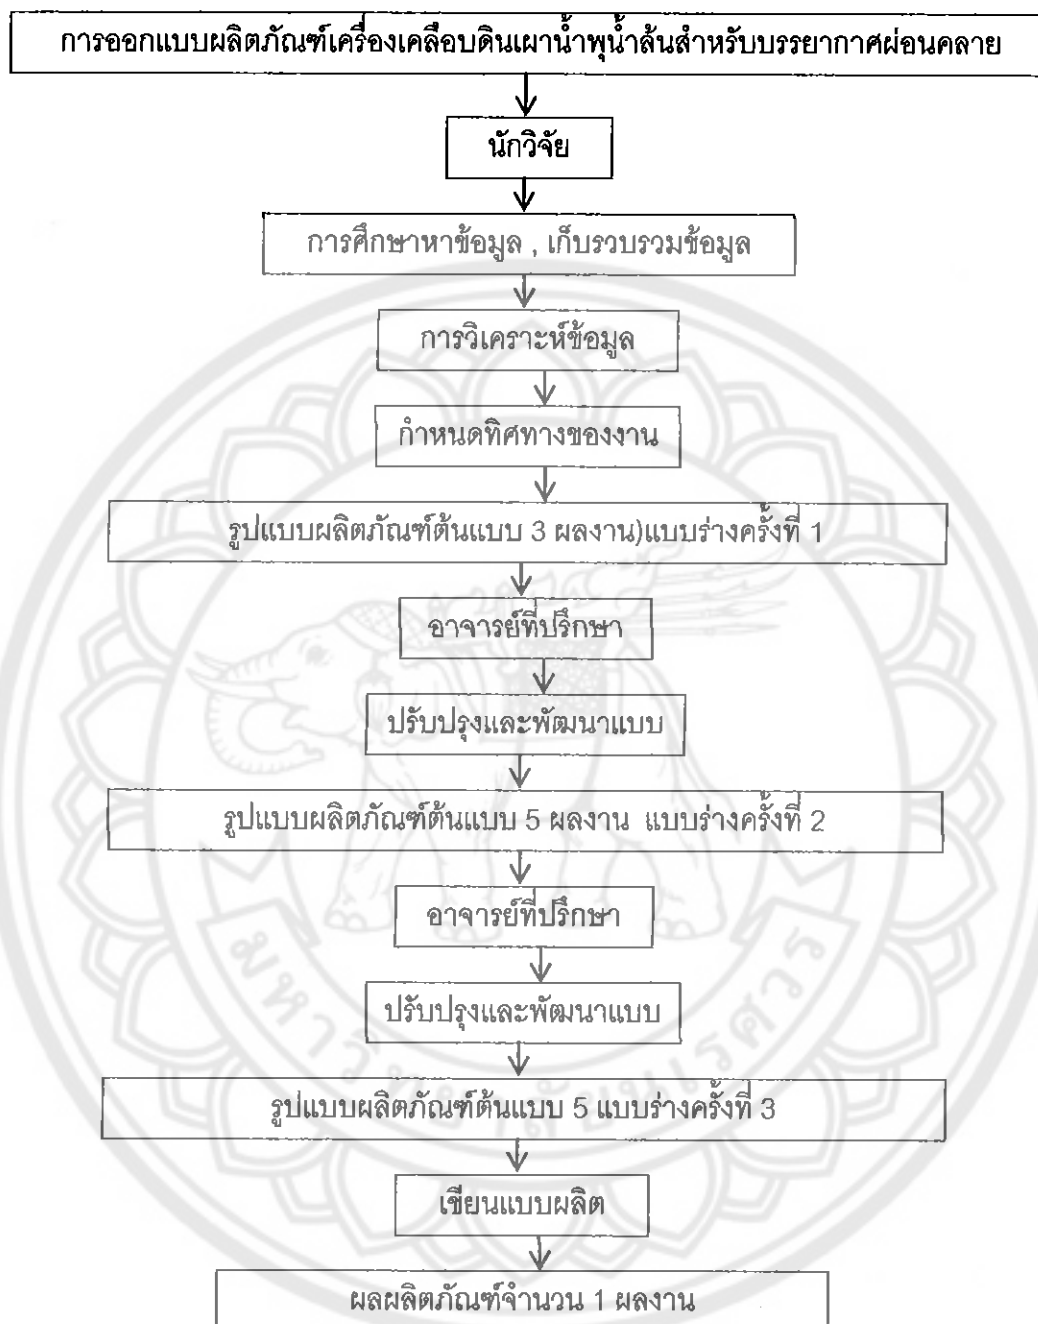 การออกแบบผลิตภัณฑ์เครื่องเคลือบดินเผาน้ำพุน้ำล้นสำหรับบรรยากาศผ่อนคลาย
นักวิจัย
การศึกษาหาข้อมูล , เก็บรวบรวมข้อมูล
การวิเคราะห์ข้อมูล
กำหนดทิศทางของงาน
รูปแบบผลิตภัณฑ์ต้นแบบ 3 ผลงาน)แบบร่างครั้งที่ 1
อาจารย์ที่ปรึกษา
ปรับปรุงและพัฒนาแบบ
รูปแบบผลิตภัณฑ์ต้นแบบ 5 ผลงาน แบบร่างครั้งที่ 2
อาจารย์ที่ปรึกษา
ปรับปรุงและพัฒนาแบบ
รูปแบบผลิตภัณฑ์ต้นแบบ 5 แบบร่างครั้งที่ 3
เขียนแบบผลิต
ผลผลิตภัณฑ์จำนวน 1 ผลงาน
มหาวิทยาลัยนเรศวร